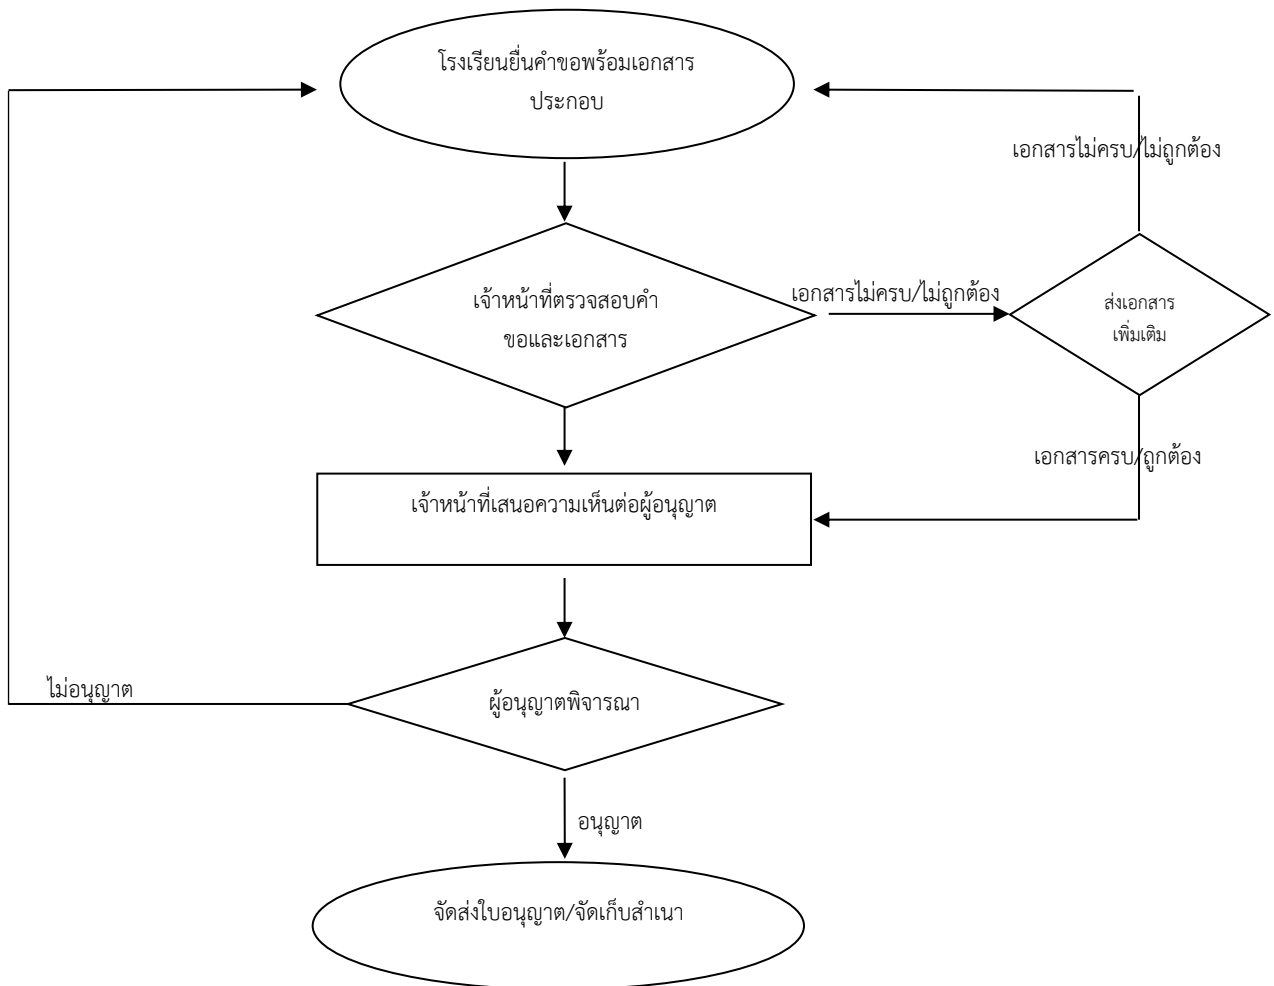 โรงเรียนยื่นคำขอพร้อมเอกสาร
ประกอบ
เอกสารไม่ครบ/ไม่ถูกต้อง
เจ้าหน้าที่ตรวจสอบคำ
ขอและเอกสาร
เอกสารไม่ครบ/ไม่ถูกต้อง
ส่งเอกสาร
เพิ่มเติม
เอกสารครบ/ถูกต้อง
เจ้าหน้าที่เสนอความเห็นต่อผู้อนุญาต
ไม่อนุญาต
ผู้อนุญาตพิจารณา
อนุญาต
จัดส่งใบอนุญาต/จัดเก็บสำเนา